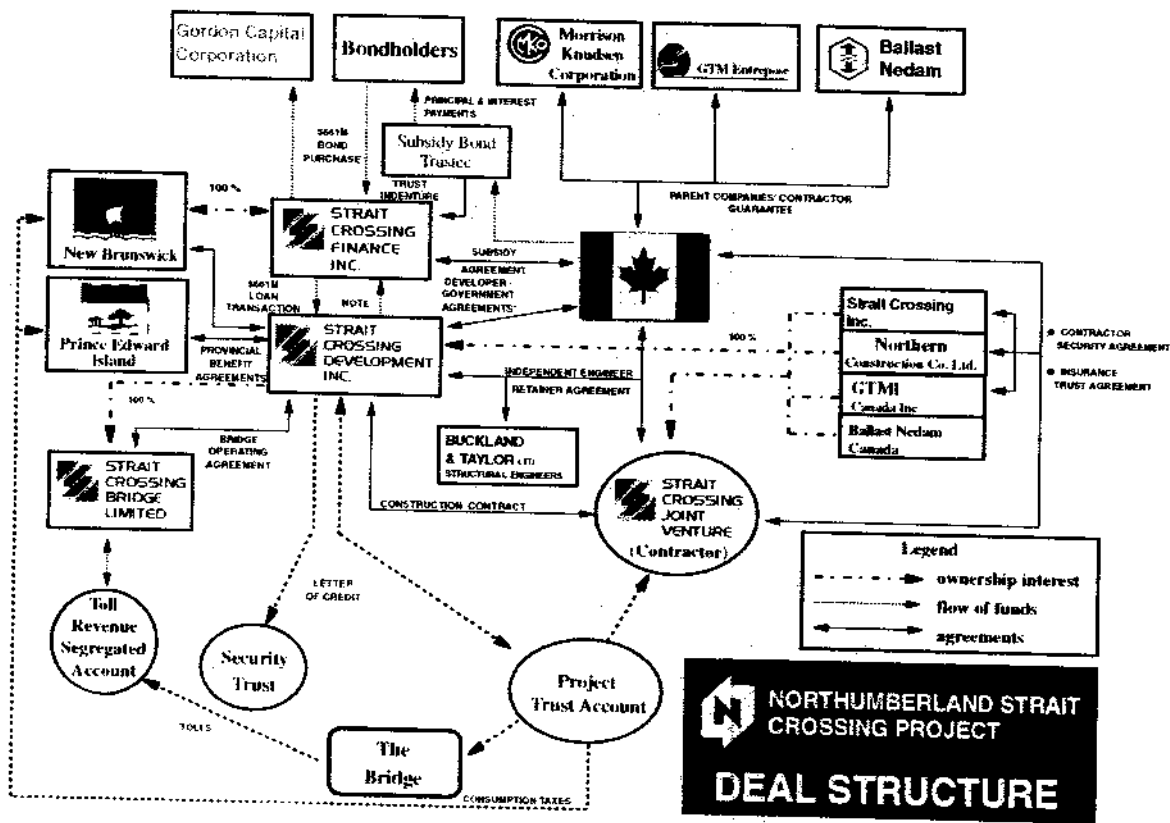 Gordon Capital
Corporation
Bondholders
MKO
Morrison
Knudsen
Corporation
GTM Entrepose
Ballast
Nedam
PRINCIPAL & INTEREST
PAYMENTS
$661M
BOND
PURCHASE
Subsidy Bond
Trustee
TRUST
INDENTURE
PARENT COMPANIES' CONTRACTOR
GUARANTEE
100 %
New Brunswick
STRAIT
CROSSING
FINANCE
INC.
SUBSIDY
AGREEMENT
DEVELOPER -
GOVERNMENT
AGREEMENTS
$661M
LOAN
TRANSACTION
NOTE
Prince Edward
Island
PROVINCIAL
BENEFIT
AGREEMENTS
STRAIT
CROSSING
DEVELOPMENT
INC.
100 %
Strait Crossing
Inc.
Northern
Construction Co. Ltd.
GTMI
Canada Inc
Ballast Nedam
Canada
CONTRACTOR
SECURITY AGREEMENT
INSURANCE
TRUST AGREEMENT
INDEPENDENT ENGINEER
RETAINER AGREEMENT
100 %
BRIDGE
OPERATING
AGREEMENT
BUCKLAND
& TAYLOR LTD
STRUCTURAL ENGINEERS
STRAIT
CROSSING
BRIDGE
LIMITED
CONSTRUCTION CONTRACT
STRAIT
CROSSING
JOINT
VENTURE
(Contractor)
Legend
ownership interest
flow of funds
agreements
LETTER
OF CREDIT
Toll
Revenue
Segregated
Account
Security
Trust
Project
Trust Account
TOLLS
The
Bridge
CONSUMPTION TAXES
N
NORTHUMBERLAND STRAIT
CROSSING PROJECT
DEAL STRUCTURE